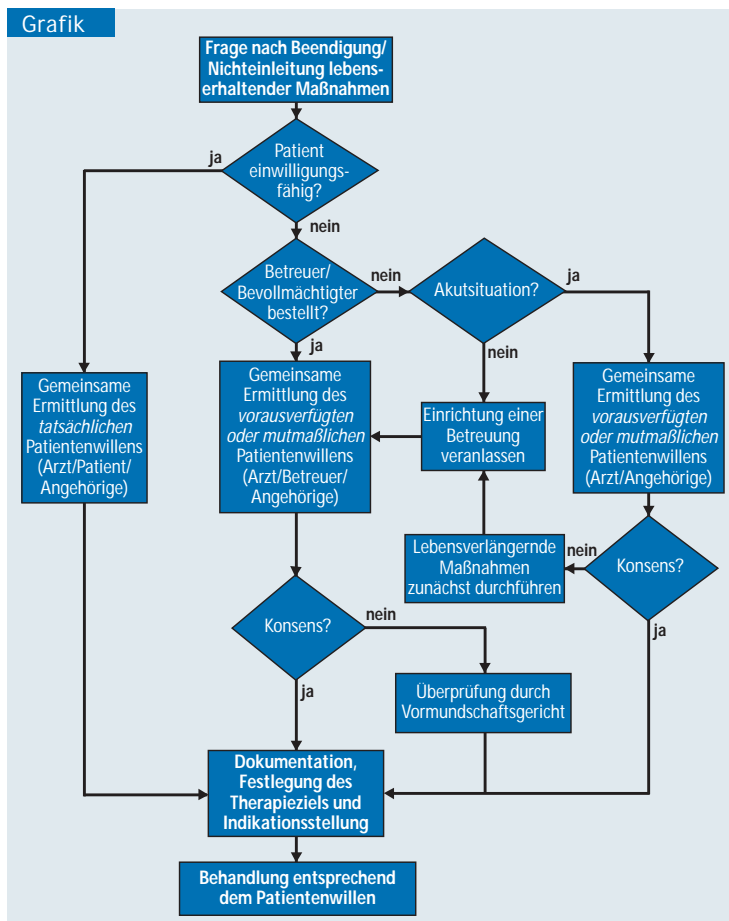 Grafik
Frage nach Beendigung/
Nichteinleitung lebens-
erhaltender Maßnahmen
Patient
einwilligungs-
fähig?
ja
nein
Betreuer/
Bevollmächtigter
bestellt?
nein
ja
Akutsituation?
ja
nein
Gemeinsame
Ermittlung des
tatsächlichen
Patientenwillens
(Arzt/Patient/
Angehörige)
Gemeinsame
Ermittlung des
vorausverfügten
oder mutmaßlichen
Patientenwillens
(Arzt/Betreuer/
Angehörige)
Einrichtung einer
Betreuung
veranlassen
Gemeinsame
Ermittlung des
vorausverfügten
oder mutmaßlichen
Patientenwillens
(Arzt/Angehörige)
Lebensverlängernde
Maßnahmen
zunächst durchführen
nein
Konsens?
ja
Konsens?
nein
ja
Überprüfung durch
Vormundschaftsgericht
Dokumentation,
Festlegung des
Therapieziels und
Indikationsstellung
Behandlung entsprechend
dem Patientenwillen